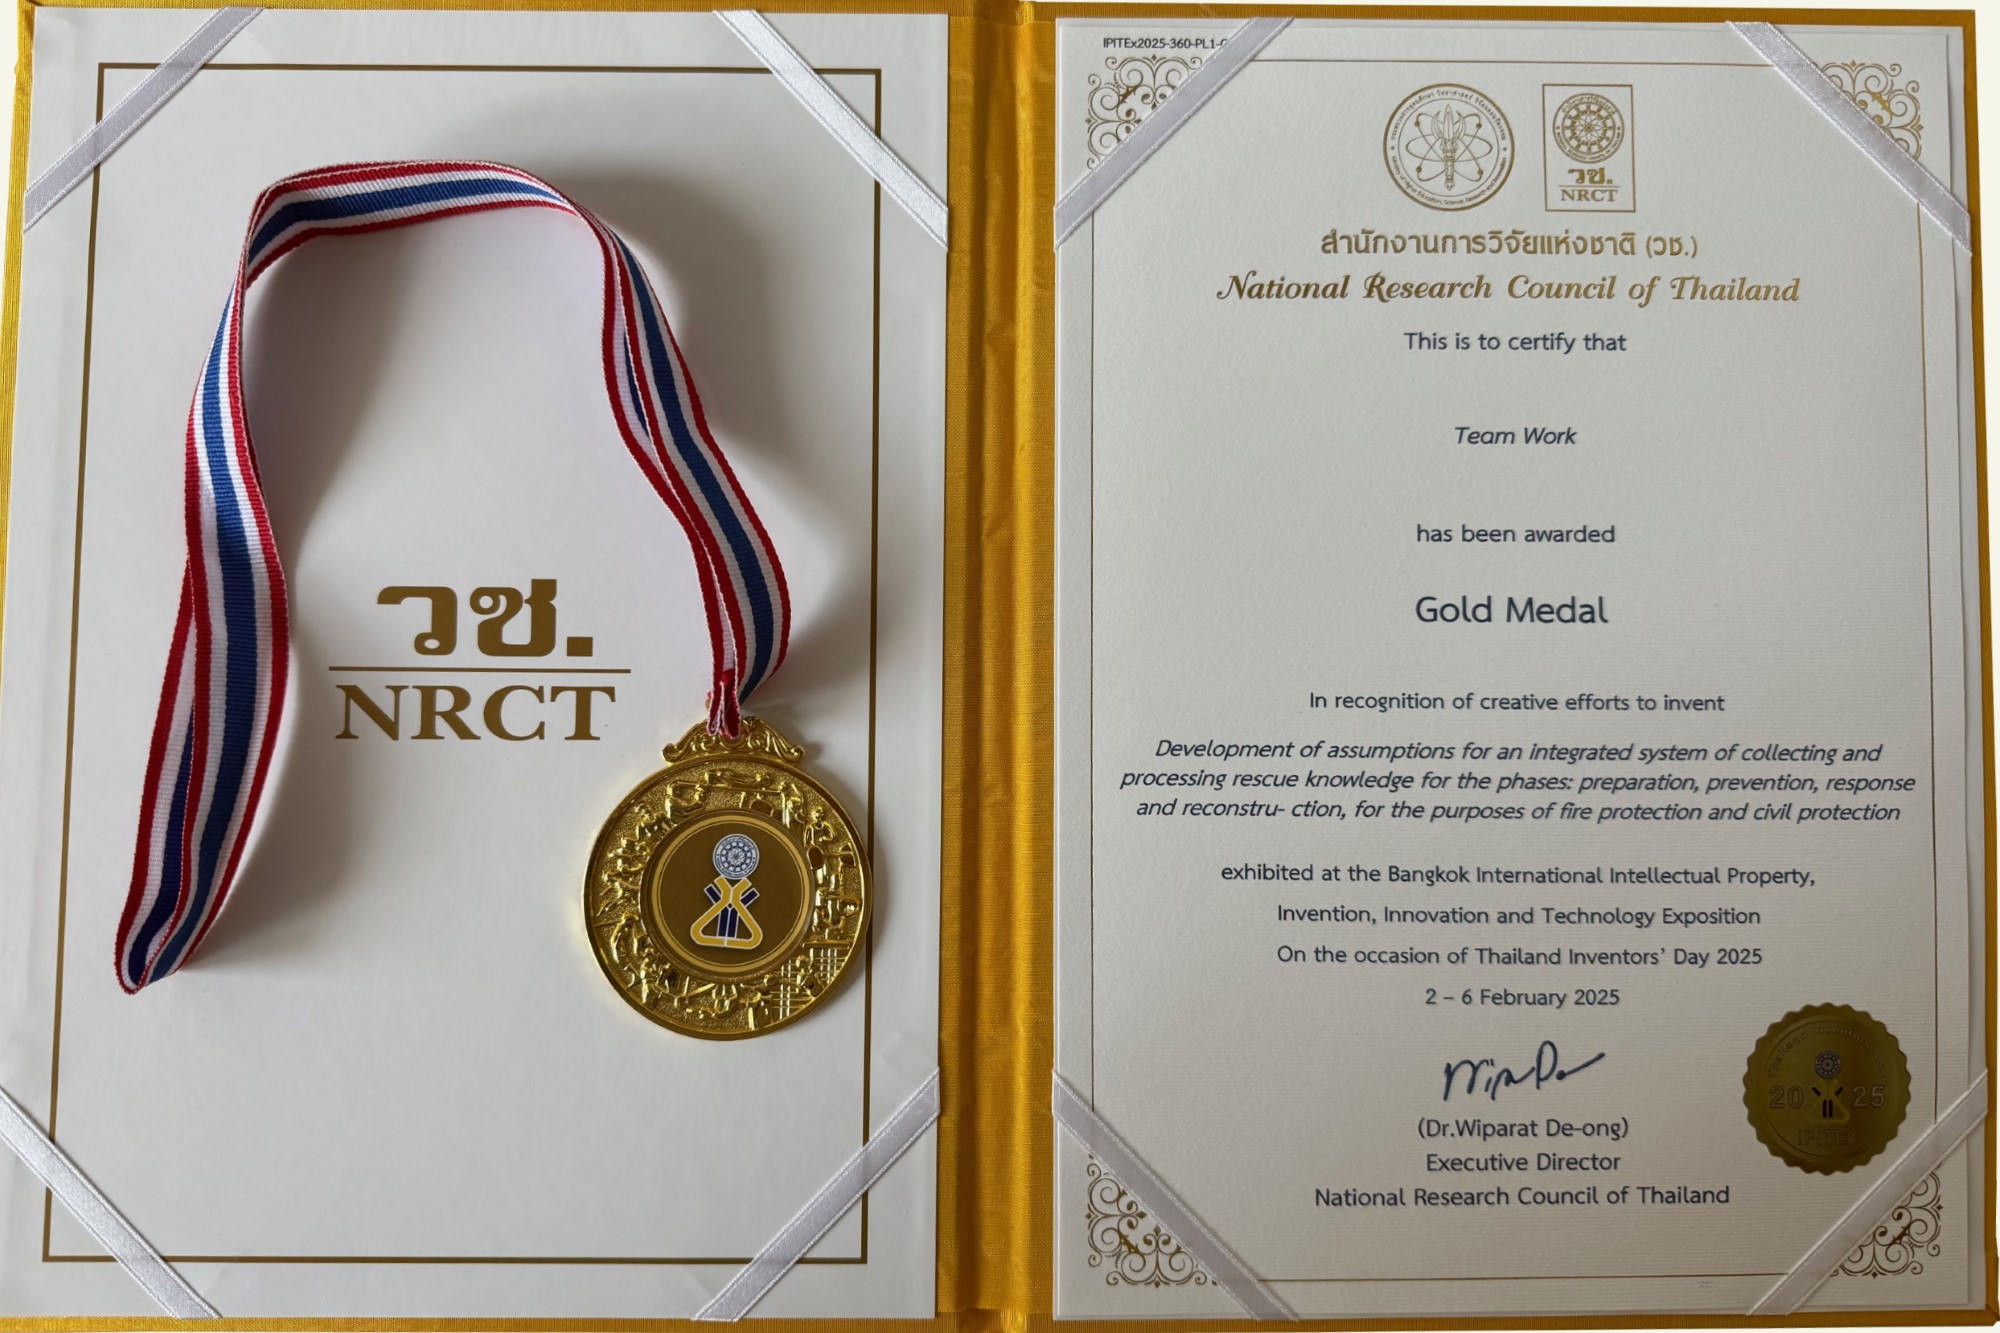 วช.
NRCT
IPITEx2025-360-PL1-
วช.
NRCT
สำนักงานการวิจัยแห่งชาติ (วช.)
National Research Council of Thailand
This is to certify that
Team Work
has been awarded
Gold Medal
In recognition of creative efforts to invent
Development of assumptions for an integrated system of collecting and
processing rescue knowledge for the phases: preparation, prevention, response
and reconstru- ction, for the purposes of fire protection and civil protection
exhibited at the Bangkok International Intellectual Property,
Invention, Innovation and Technology Exposition
On the occasion of Thailand Inventors' Day 2025
2 – 6 February 2025
(Dr.Wiparat De-ong)
Executive Director
National Research Council of Thailand
2025
IPITEx